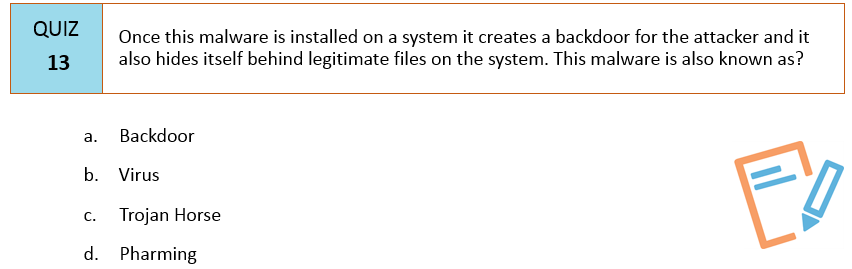 QUIZ
13
Once this malware is installed on a system it creates a backdoor for the attacker and it
also hides itself behind legitimate files on the system. This malware is also known as?
a. Backdoor
b. Virus
c. Trojan Horse
d. Pharming